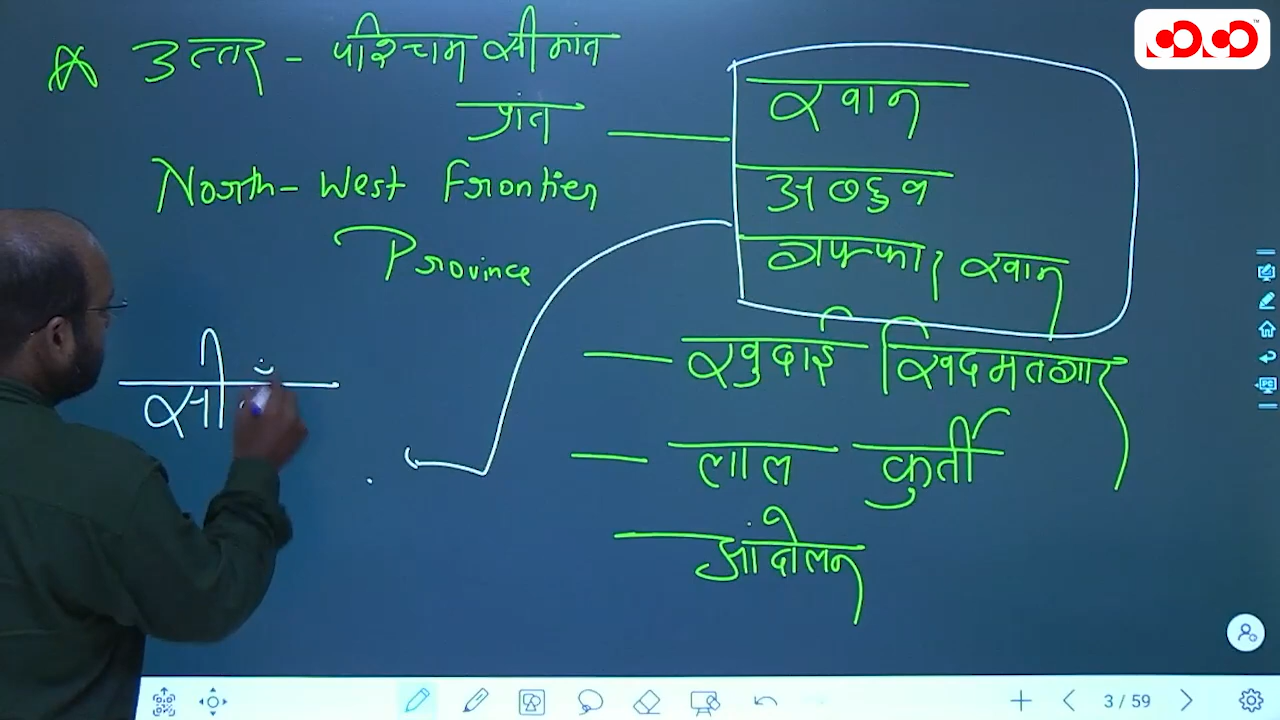 उत्तर - पश्चिम सीमांत
प्रांत
North-West Frontier
Province
खान
अब्दुल
गफ्फार खान
खुदाई खिदमतगार
लाल कुर्ती
आंदोलन
सी
3 / 59